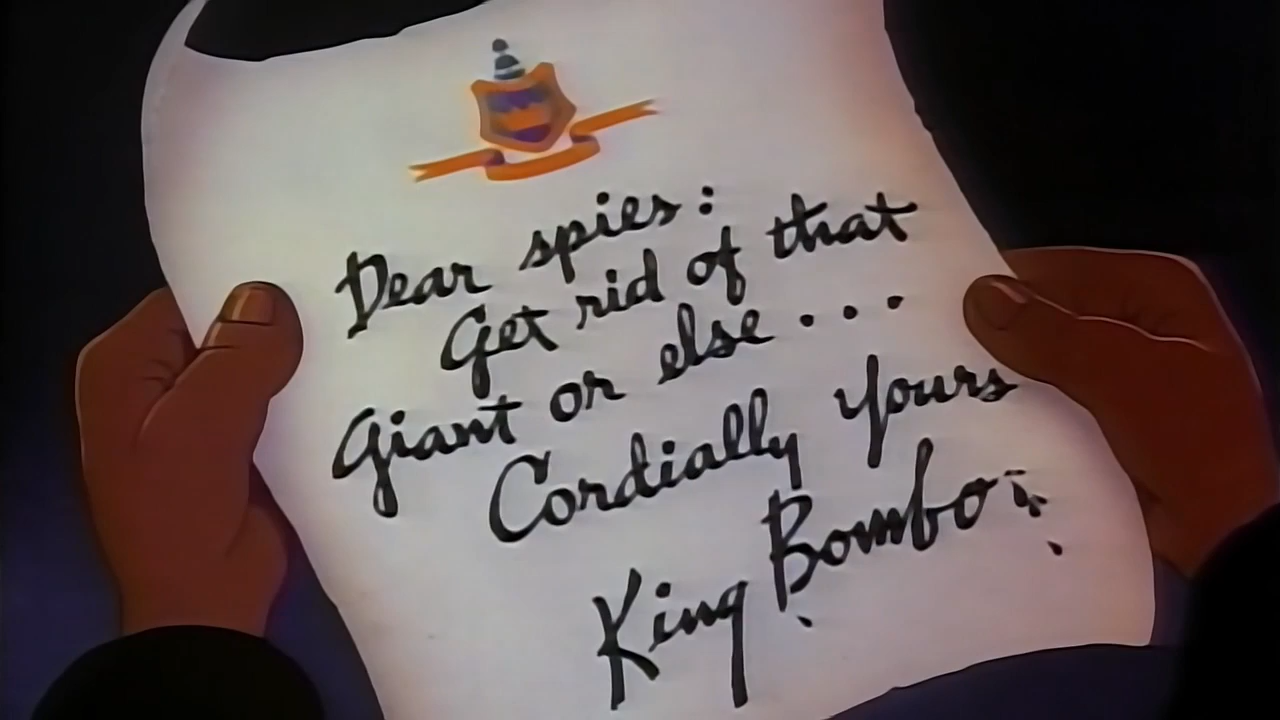 Dear spies:
Get rid of that
Giant or else...
Cordially yours
King Bombo